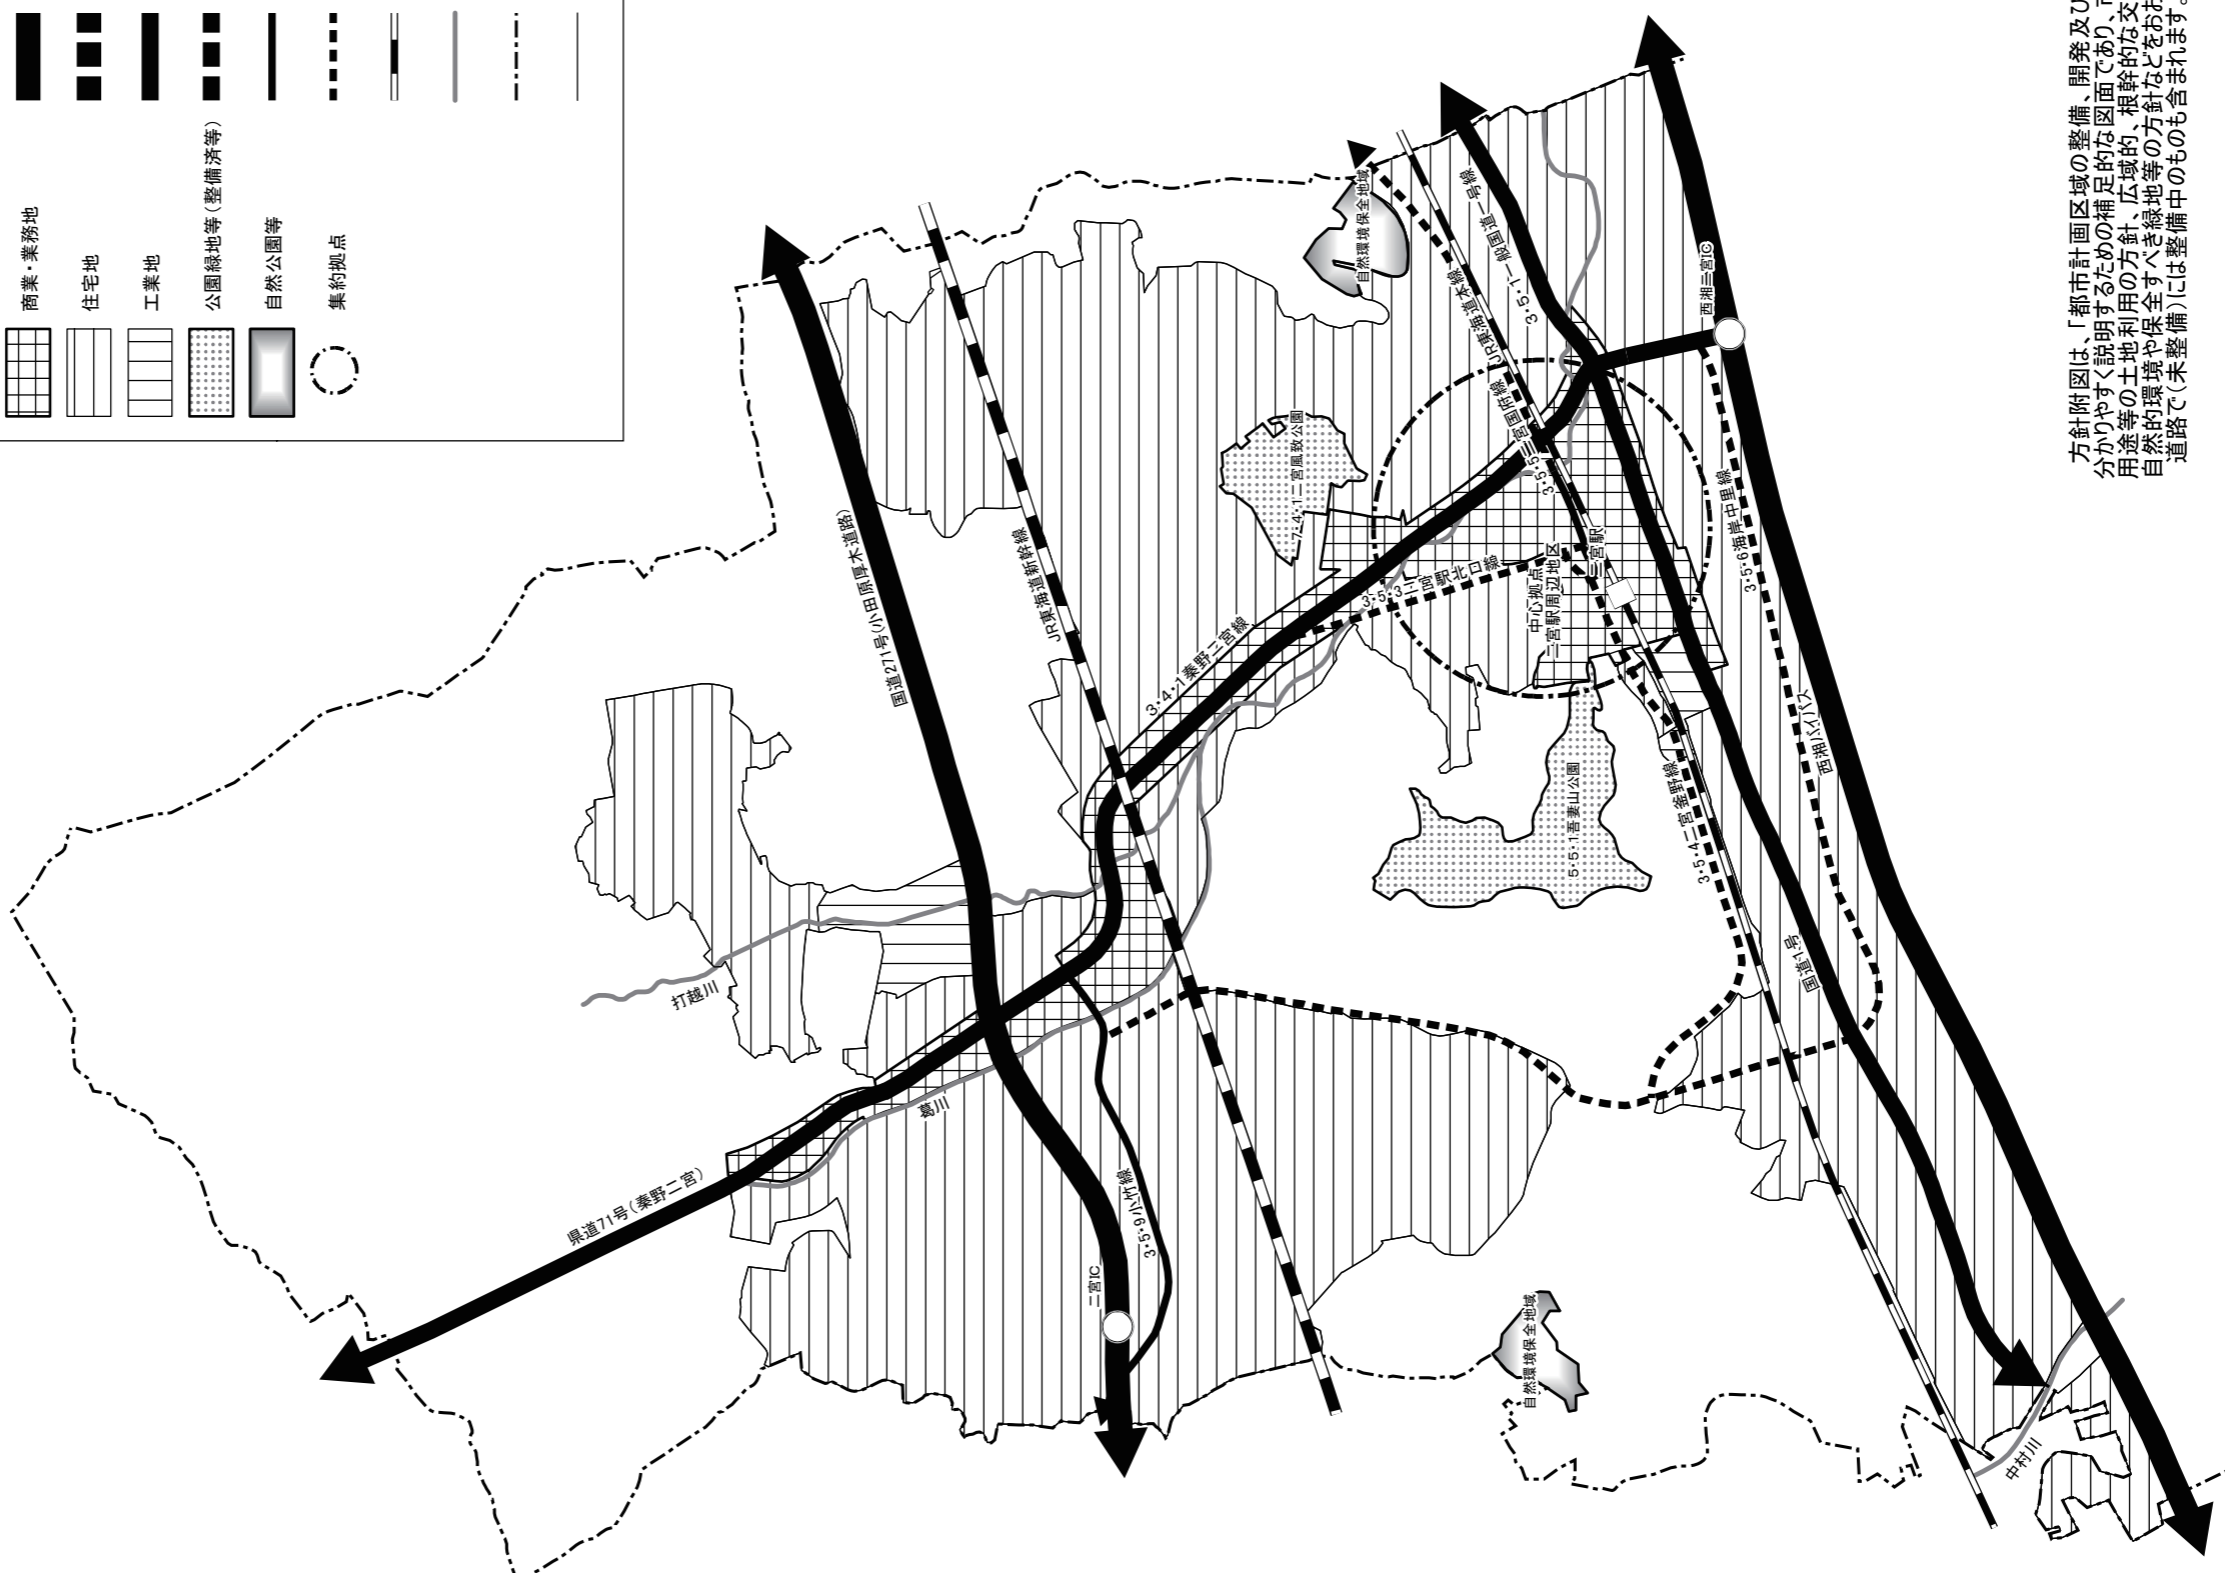 商業・業務地
住宅地
工業地
公園緑地等（整備済等）
自然公園等
集約拠点
国道271号（小田原厚木道路）
JR東海道新幹線
3・4・1秦野二宮線
7・4・1二宮風致公園
自然環境保全地域
JR東海道本線
3・5・1一般国道一号線
西湘二宮IC
3・5・5二宮国府線
3・5・3二宮駅北口線
中心拠点
二宮駅周辺地区
二宮駅
3・5・6海岸中里線
西湘バイパス
5・5・1吾妻山公園
3・5・4二宮釜野線
国道1号
打越川
葛川
県道71号（秦野二宮）
二宮IC
3・5・9小竹線
自然環境保全地域
中村川
方針附図は、「都市計画区域の整備、開発及び
分かりやすく説明するための補足的な図面であり、
用途等の土地利用の方針、広域的、根幹的な交
自然的環境や保全すべき緑地等の方針などをおお
道路で（未整備）には整備中のものも含まれます。